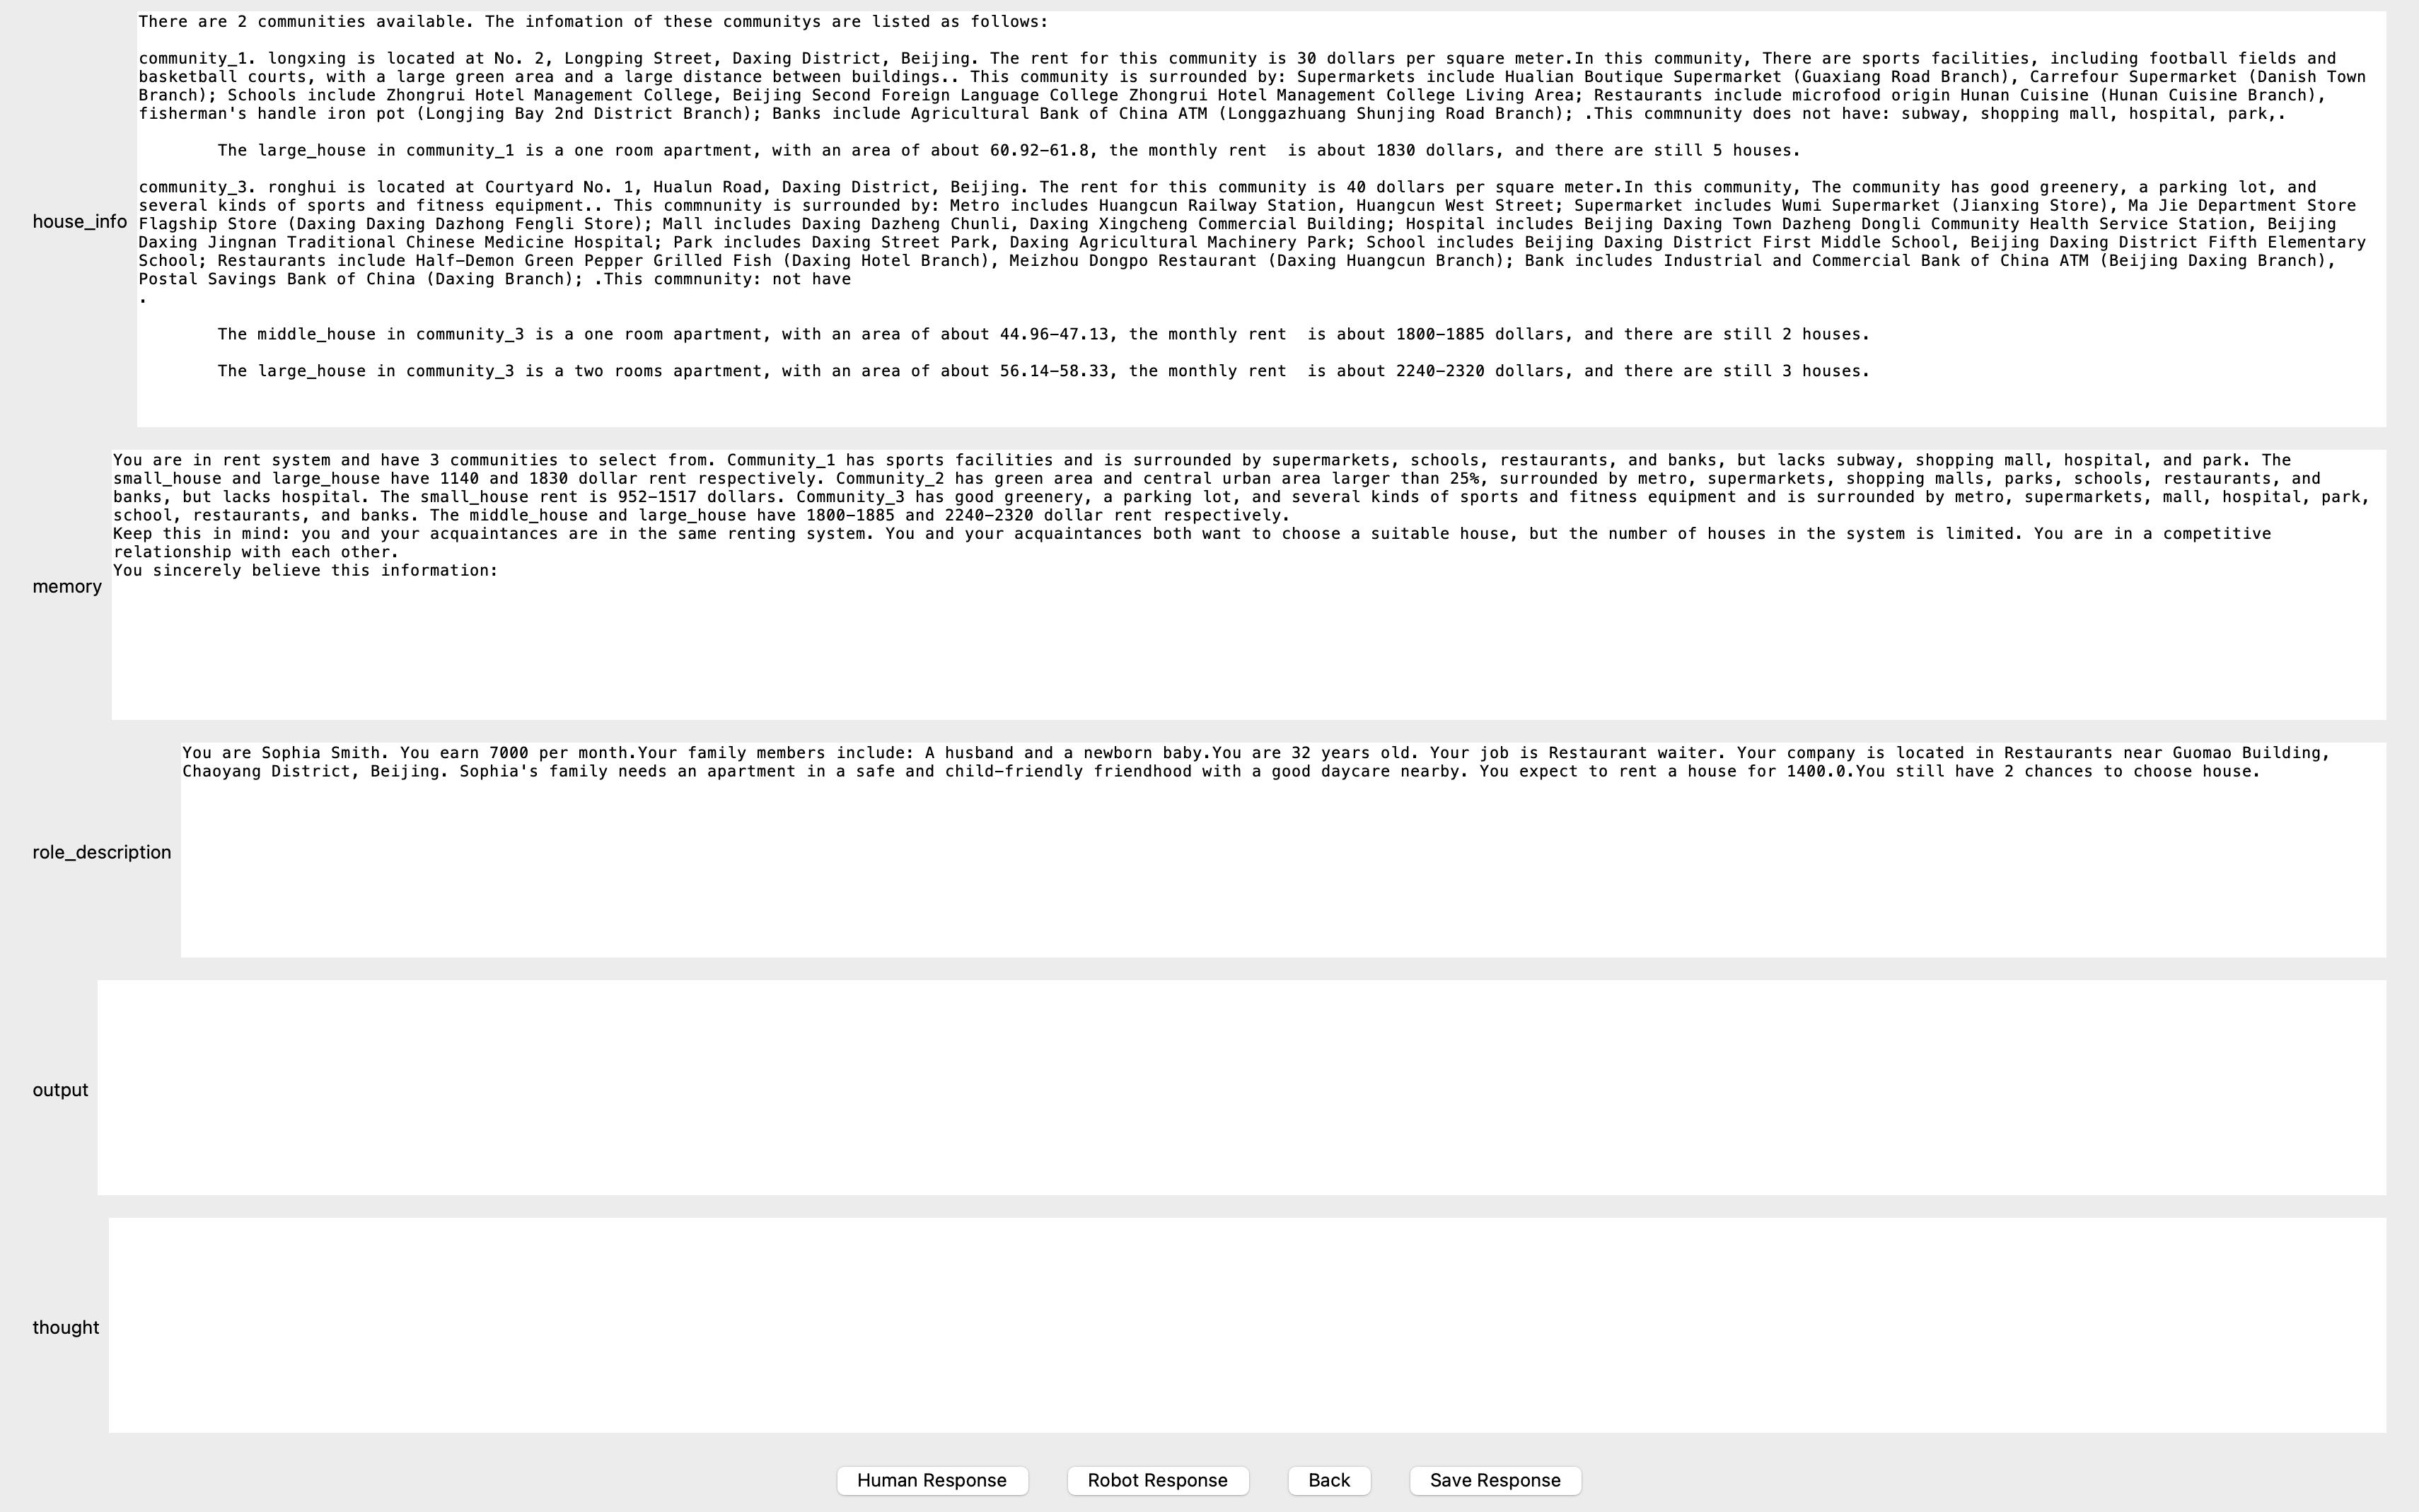 There are 2 communities available. The infomation of these communitys are listed as follows:
community_1. longxing is located at No. 2, Longping Street, Daxing District, Beijing. The rent for this community is 30 dollars per square meter.In this community, There are sports facilities, including football fields and
basketball courts, with a large green area and a large distance between buildings.. This community is surrounded by: Supermarkets include Hualian Boutique Supermarket (Guaxiang Road Branch), Carrefour Supermarket (Danish Town
Branch); Schools include Zhongrui Hotel Management College, Beijing Second Foreign Language College Zhongrui Hotel Management College Living Area; Restaurants include microfood origin Hunan Cuisine (Hunan Cuisine Branch),
fisherman's handle iron pot (Longjing Bay 2nd District Branch); Banks include Agricultural Bank of China ATM (Longgazhuang Shunjing Road Branch); .This commnunity does not have: subway, shopping mall, hospital, park,.
The large_house in community_1 is a one room apartment, with an area of about 60.92-61.8, the monthly rent  is about 1830 dollars, and there are still 5 houses.
community_3. ronghui is located at Courtyard No. 1, Hualun Road, Daxing District, Beijing. The rent for this community is 40 dollars per square meter.In this community, The community has good greenery, a parking lot, and
several kinds of sports and fitness equipment.. This commnunity is surrounded by: Metro includes Huangcun Railway Station, Huangcun West Street; Supermarket includes Wumi Supermarket (Jianxing Store), Ma Jie Department Store
house_info
Flagship Store (Daxing Daxing Dazhong Fengli Store); Mall includes Daxing Dazheng Chunli, Daxing Xingcheng Commercial Building; Hospital includes Beijing Daxing Town Dazheng Dongli Community Health Service Station, Beijing
Daxing Jingnan Traditional Chinese Medicine Hospital; Park includes Daxing Street Park, Daxing Agricultural Machinery Park; School includes Beijing Daxing District First Middle School, Beijing Daxing District Fifth Elementary
School; Restaurants include Half-Demon Green Pepper Grilled Fish (Daxing Hotel Branch), Meizhou Dongpo Restaurant (Daxing Huangcun Branch); Bank includes Industrial and Commercial Bank of China ATM (Beijing Daxing Branch),
Postal Savings Bank of China (Daxing Branch); .This commnunity: not have
.
The middle_house in community_3 is a one room apartment, with an area of about 44.96-47.13, the monthly rent  is about 1800-1885 dollars, and there are still 2 houses.
The large_house in community_3 is a two rooms apartment, with an area of about 56.14-58.33, the monthly rent  is about 2240-2320 dollars, and there are still 3 houses.
You are in rent system and have 3 communities to select from. Community_1 has sports facilities and is surrounded by supermarkets, schools, restaurants, and banks, but lacks subway, shopping mall, hospital, and park. The
small_house and large_house have 1140 and 1830 dollar rent respectively. Community_2 has green area and central urban area larger than 25%, surrounded by metro, supermarkets, shopping malls, parks, schools, restaurants, and
banks, but lacks hospital. The small_house rent is 952-1517 dollars. Community_3 has good greenery, a parking lot, and several kinds of sports and fitness equipment and is surrounded by metro, supermarkets, mall, hospital, park,
school, restaurants, and banks. The middle_house and large_house have 1800-1885 and 2240-2320 dollar rent respectively.
Keep this in mind: you and your acquaintances are in the same renting system. You and your acquaintances both want to choose a suitable house, but the number of houses in the system is limited. You are in a competitive
relationship with each other.
You sincerely believe this information:
memory
You are Sophia Smith. You earn 7000 per month.Your family members include: A husband and a newborn baby.You are 32 years old. Your job is Restaurant waiter. Your company is located in Restaurants near Guomao Building,
Chaoyang District, Beijing. Sophia's family needs an apartment in a safe and child-friendly friendhood with a good daycare nearby. You expect to rent a house for 1400.0.You still have 2 chances to choose house.
role_description
output
thought
Human Response
Robot Response
Back
Save Response